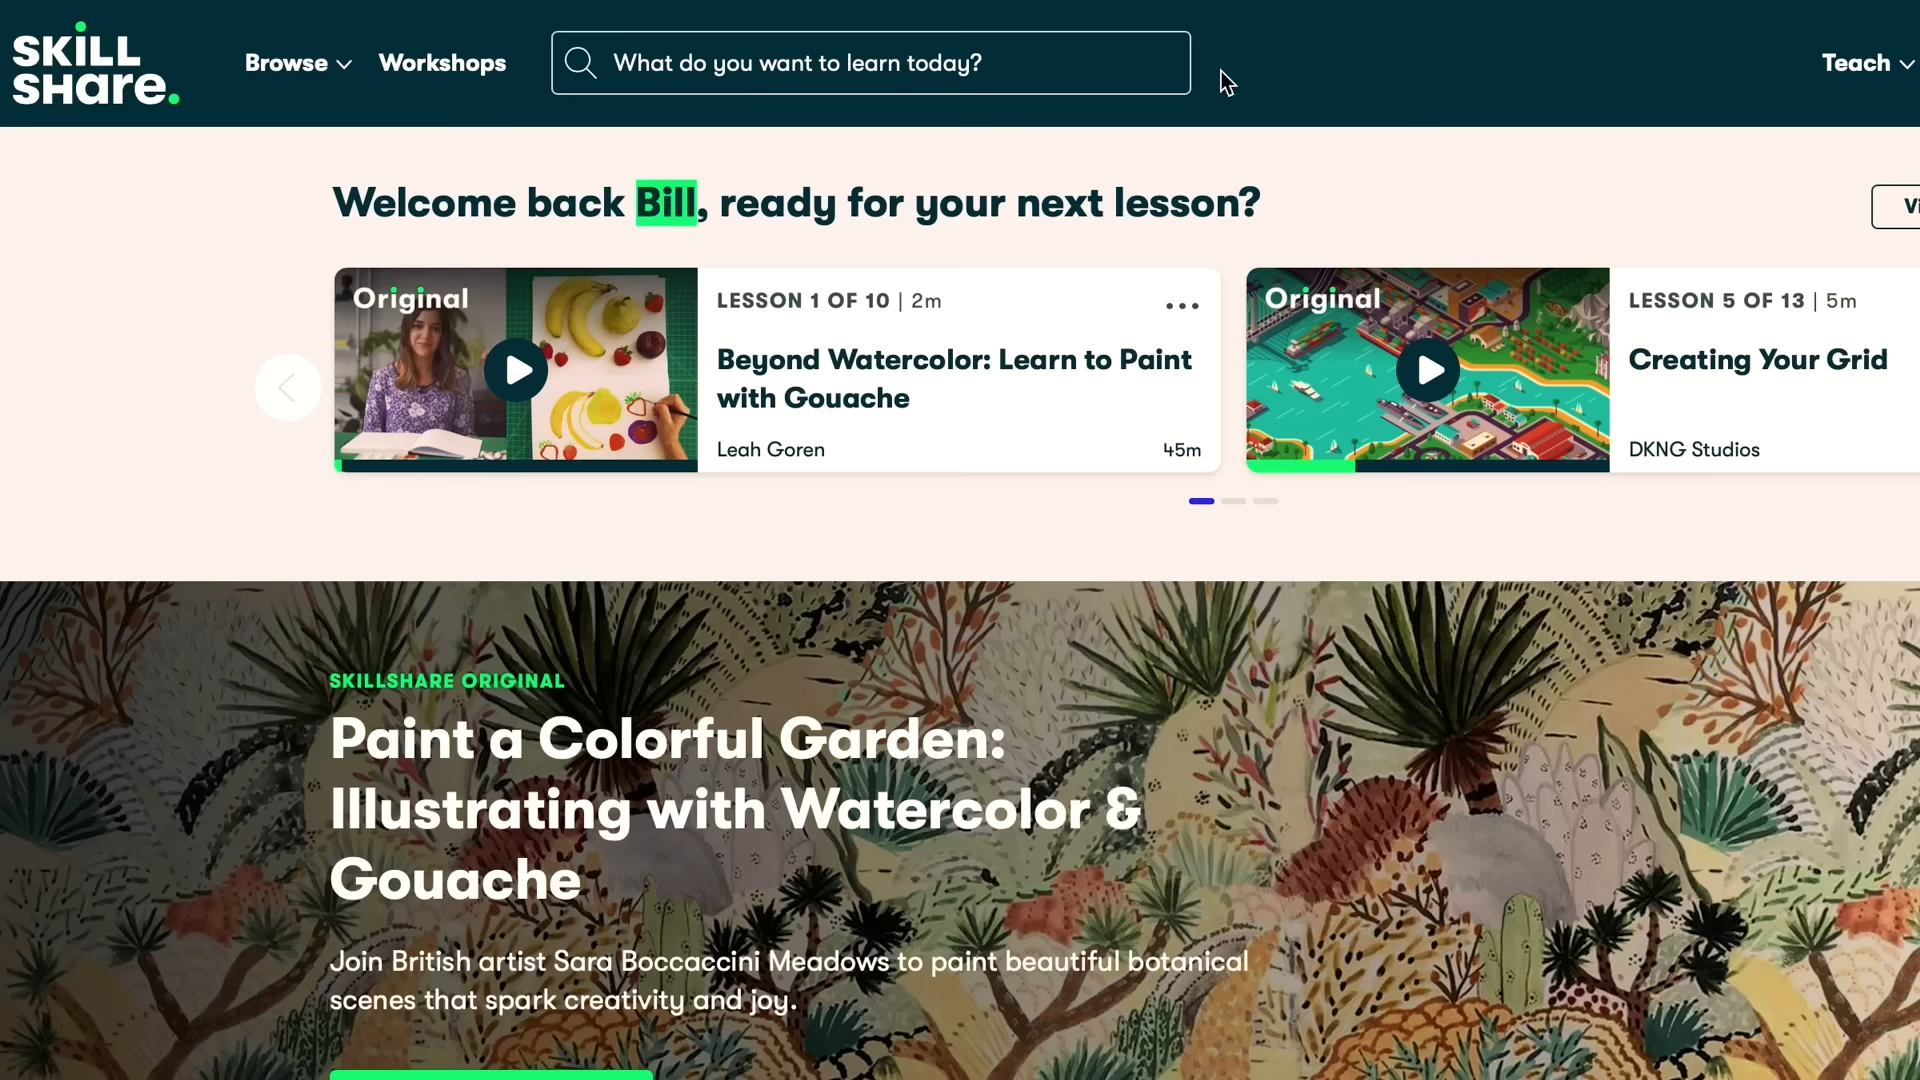 SKILL
SHARE.
Browse
Workshops
What do you want to learn today?
Teach
Welcome back Bill, ready for your next lesson?
Original
LESSON 1 OF 10 | 2m
Beyond Watercolor: Learn to Paint
with Gouache
Leah Goren
45m
Original
LESSON 5 OF 13 | 5m
Creating Your Grid
DKNG Studios
SKILLSHARE ORIGINAL
Paint a Colorful Garden:
Illustrating with Watercolor &
Gouache
Join British artist Sara Boccaccini Meadows to paint beautiful botanical
scenes that spark creativity and joy.